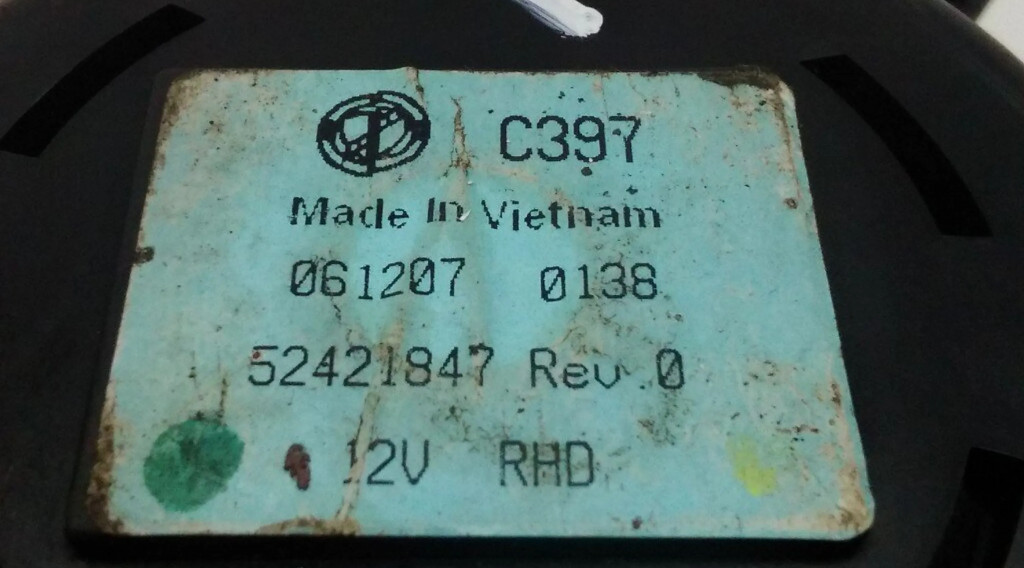 C397
Made In Vietnam
061207 0138
52421847 Rev 0
12V RHD